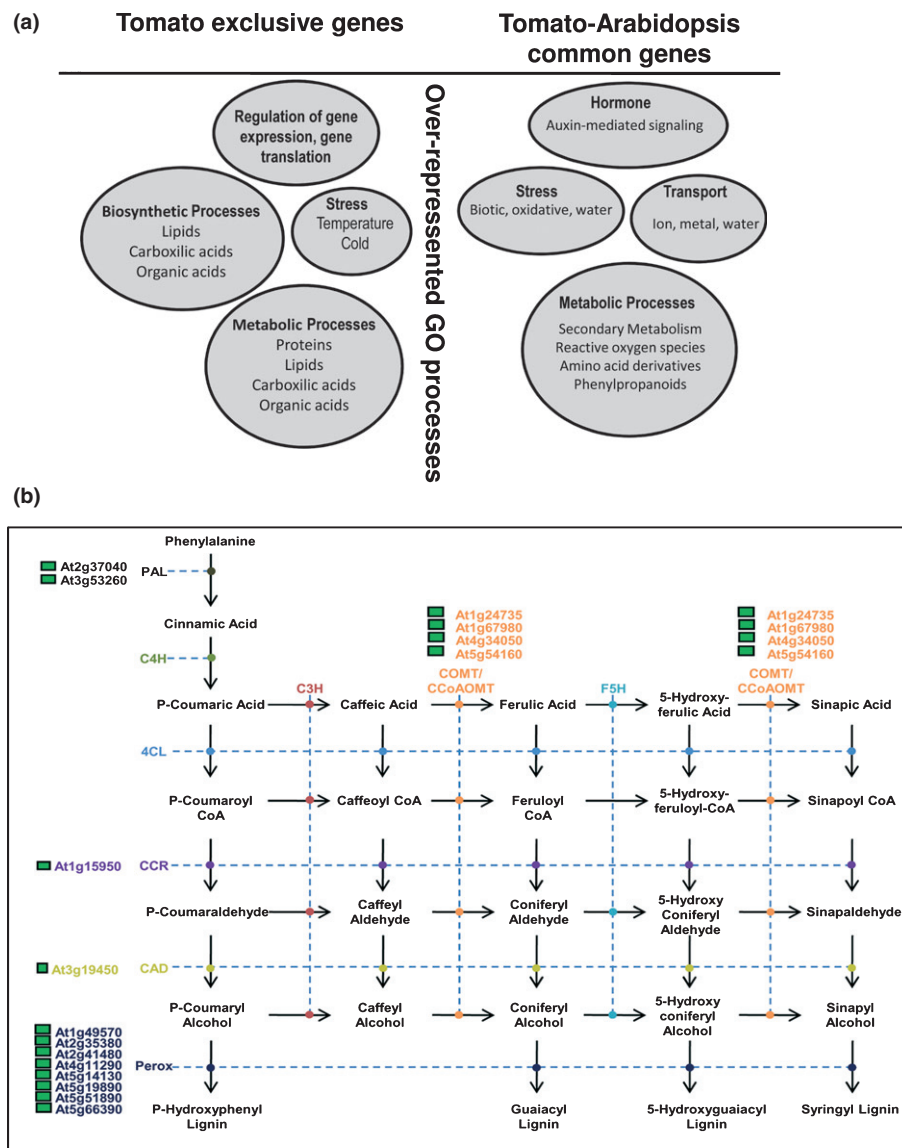 (a)
Tomato exclusive genes
Tomato-Arabidopsis
common genes
Over-repressented GO processes
Regulation of gene
expression, gene
translation
Biosynthetic Processes
Lipids
Carboxilic acids
Organic acids
Stress
Temperature
Cold
Metabolic Processes
Proteins
Lipids
Carboxilic acids
Organic acids
Hormone
Auxin-mediated signaling
Stress
Biotic, oxidative, water
Transport
Ion, metal, water
Metabolic Processes
Secondary Metabolism
Reactive oxygen species
Amino acid derivatives
Phenylpropanoids
(b)
Phenylalanine
At2g37040
At3g53260
PAL
Cinnamic Acid
C4H
At1g24735
At1g67980
At4g34050
At5g54160
At1g24735
At1g67980
At4g34050
At5g54160
C3H
COMT/
CCoAOMT
F5H
COMT/
CCoAOMT
P-Coumaric Acid
Caffeic Acid
Ferulic Acid
5-Hydroxy-
ferulic Acid
Sinapic Acid
4CL
P-Coumaroyl
CoA
Caffeoyl CoA
Feruloyl
CoA
5-Hydroxy-
feruloyl-CoA
Sinapoyl CoA
At1g15950
CCR
P-Coumaraldehyde
Caffeyl
Aldehyde
Coniferyl
Aldehyde
5-Hydroxy
Coniferyl
Aldehyde
Sinapaldehyde
At3g19450
CAD
P-Coumaryl
Alcohol
Caffeyl
Alcohol
Coniferyl
Alcohol
5-Hydroxy
coniferyl
Alcohol
Sinapyl
Alcohol
At1g49570
At2g35380
At2g41480
At4g11290
At5g14130
At5g19890
At5g51890
At5g66390
Perox
P-Hydroxyphenyl
Lignin
Guaiacyl
Lignin
5-Hydroxyguaiacyl
Lignin
Syringyl Lignin